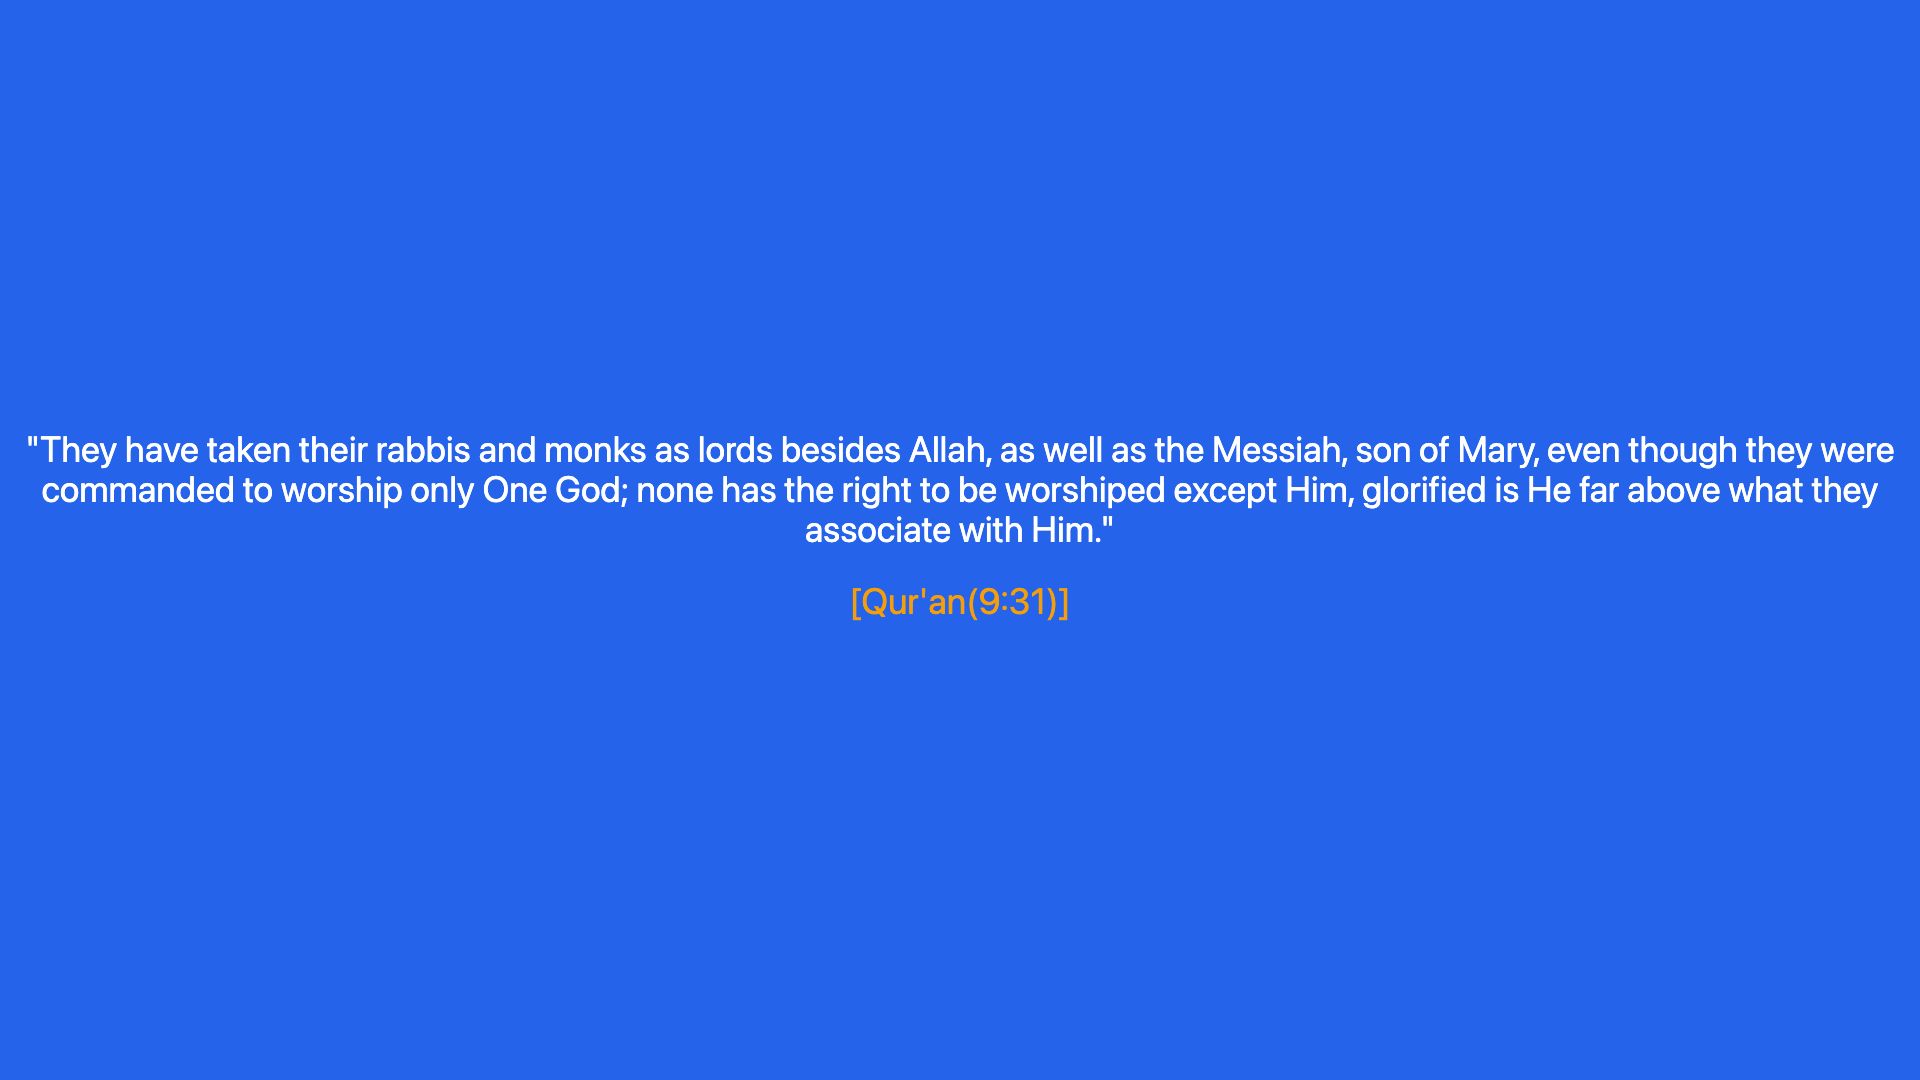 "They have taken their rabbis and monks as lords besides Allah, as well as the Messiah, son of Mary, even though they were
commanded to worship only One God; none has the right to be worshiped except Him, glorified is He far above what they
associate with Him."
[Qur'an(9:31)]